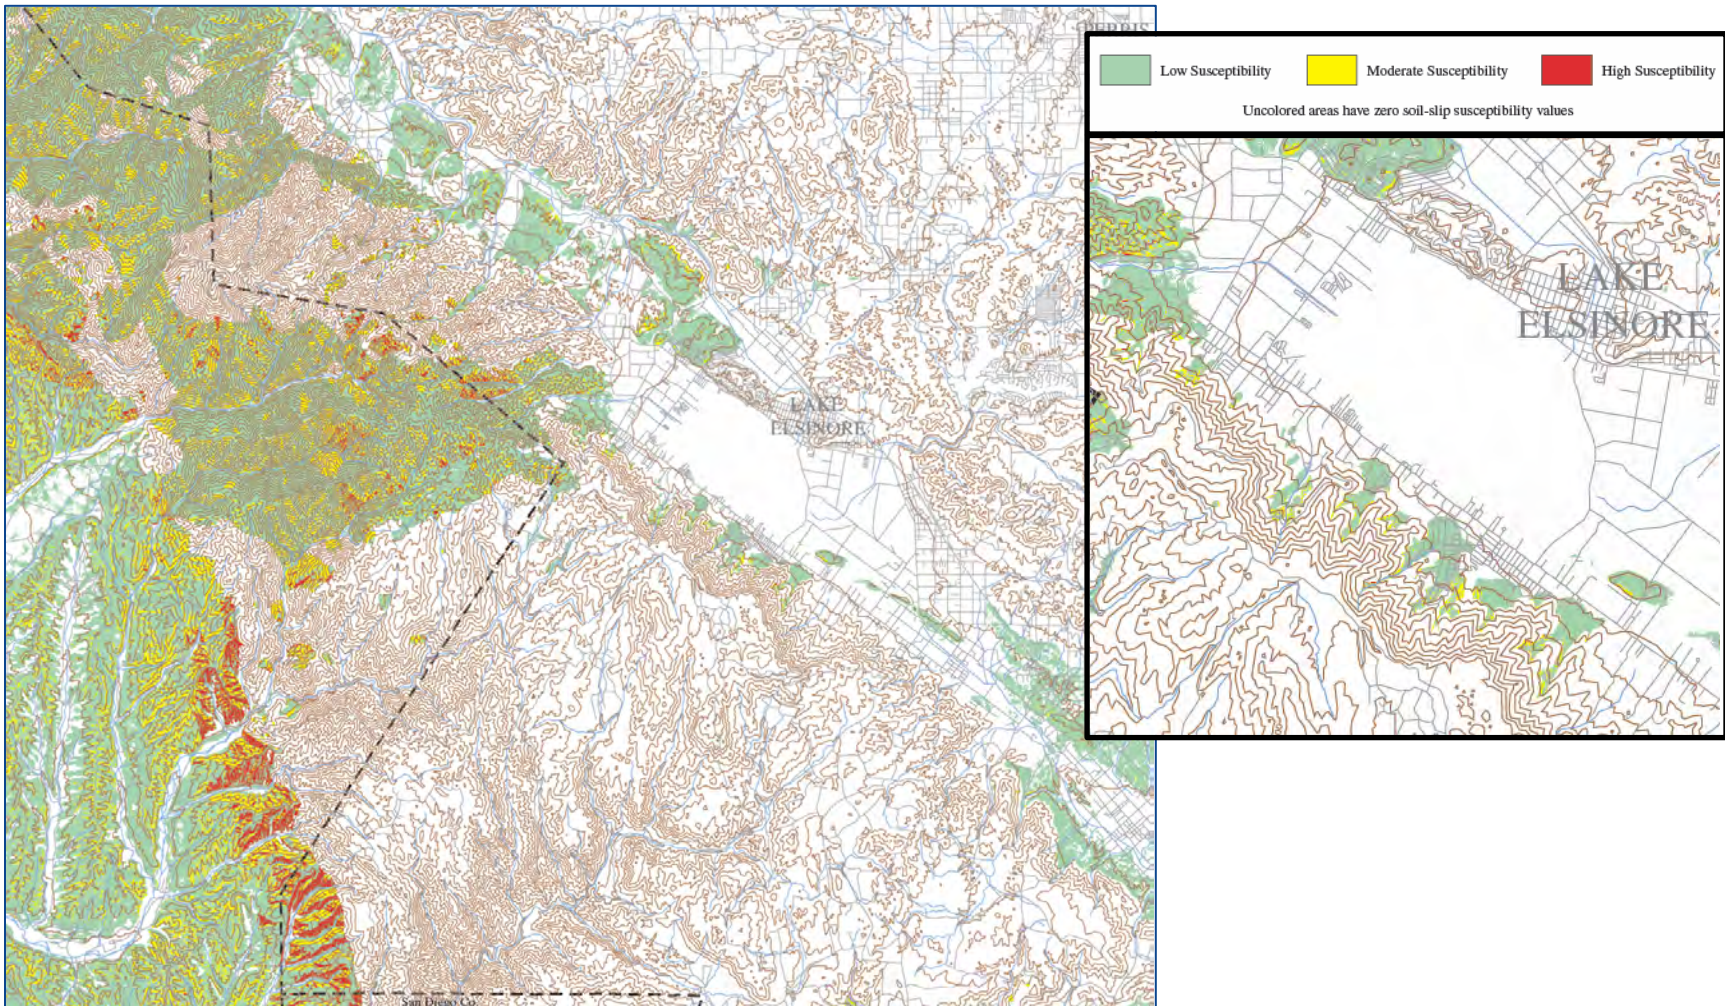 PERRIS
Low Susceptibility
Moderate Susceptibility
High Susceptibility
Uncolored areas have zero soil-slip susceptibility values
LAKE
ELSINORE
LAKE
ELSINORE
San Diego Co.